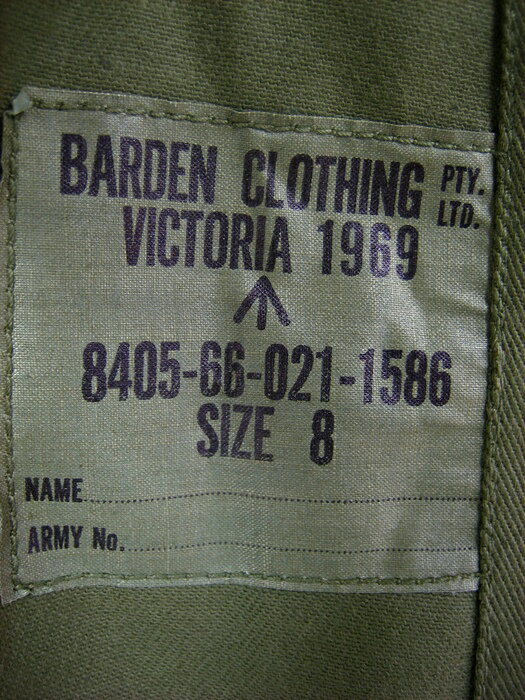 BARDEN CLOTHING PTY. LTD.
VICTORIA 1969
8405-66-021-1586
SIZE 8
NAME
ARMY No.